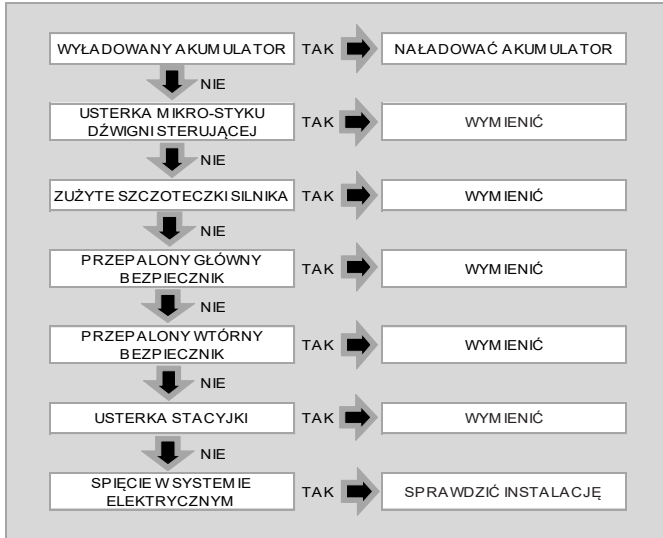 WYŁADOWANY AKUMULATOR TAK NAŁADOWAĆ AKUMULATOR
NIE
USTERKA MIKRO-STYKU
DŹWIGNI STERUJĄCEJ TAK WYMIENIĆ
NIE
ZUŻYTE SZCZOTECZKI SILNIKA TAK WYMIENIĆ
NIE
PRZEPALONY GŁÓWNY
BEZPIECZNIK TAK WYMIENIĆ
NIE
PRZEPALONY WTÓRNY
BEZPIECZNIK TAK WYMIENIĆ
NIE
USTERKA STACYJKI TAK WYMIENIĆ
NIE
SPIĘCIE W SYSTEMIE
ELEKTRYCZNYM TAK SPRAWDZIĆ INSTALACJĘ